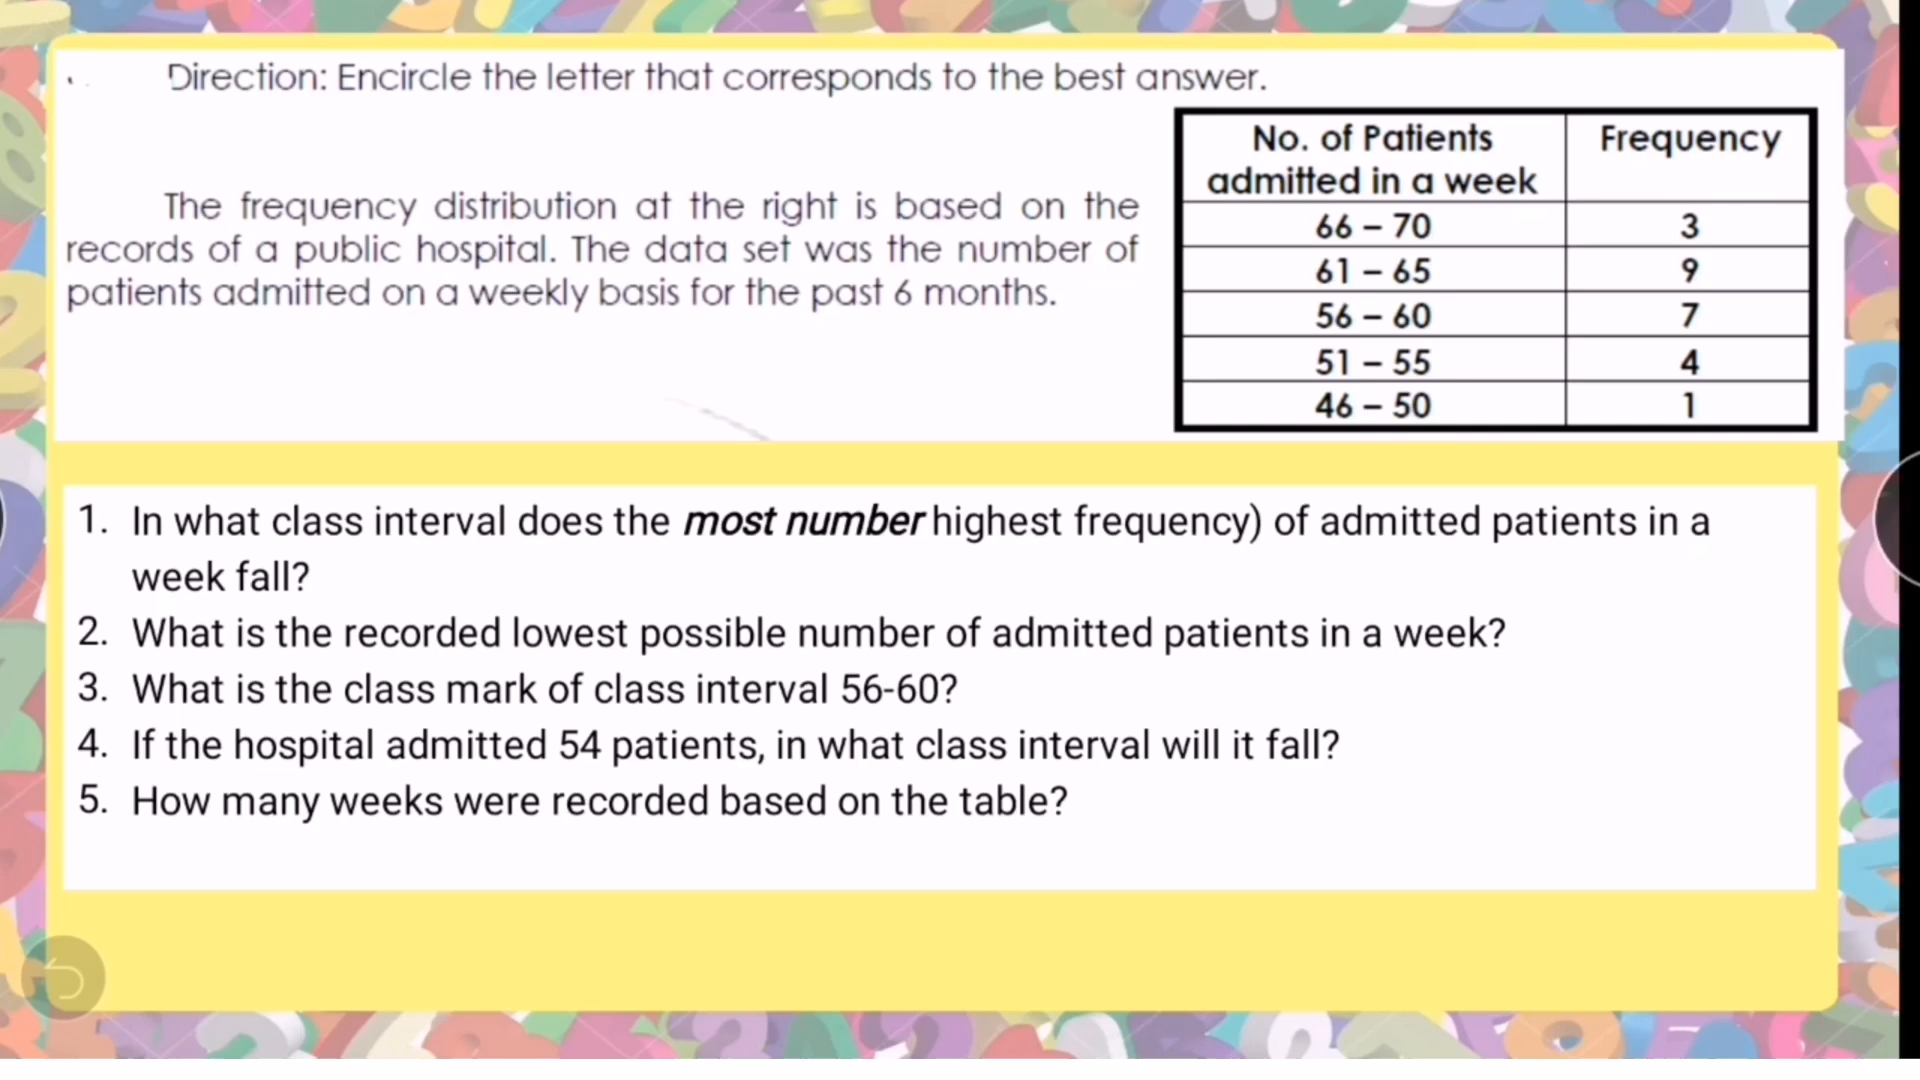 Direction: Encircle the letter that corresponds to the best answer.
The frequency distribution at the right is based on the
records of a public hospital. The data set was the number of
patients admitted on a weekly basis for the past 6 months.
No. of Patients admitted in a week Frequency
66 – 70 3
61 – 65 9
56 – 60 7
51 – 55 4
46 – 50 1
1. In what class interval does the most number highest frequency) of admitted patients in a
week fall?
2. What is the recorded lowest possible number of admitted patients in a week?
3. What is the class mark of class interval 56-60?
4. If the hospital admitted 54 patients, in what class interval will it fall?
5. How many weeks were recorded based on the table?